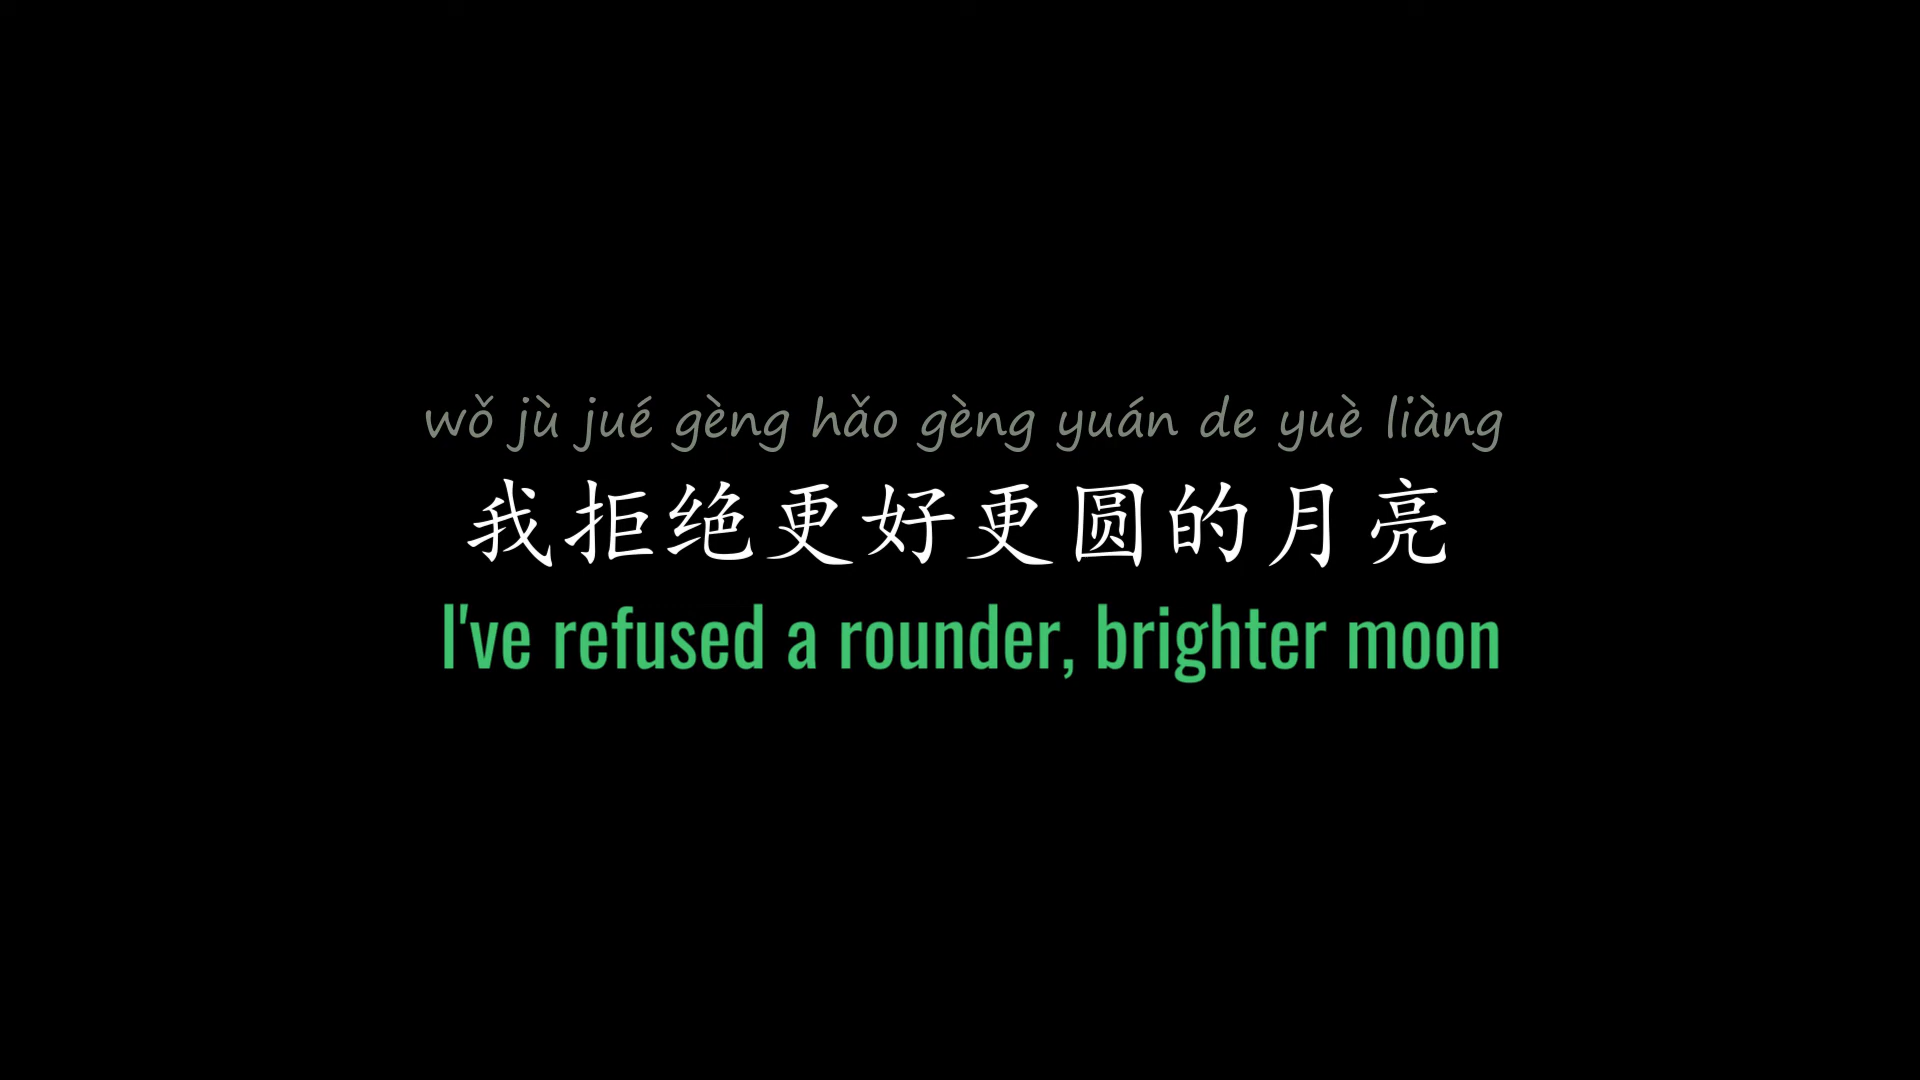 wǒ jù jué gèng hǎo gèng yuán de yuè liàng
我拒绝更好更圆的月亮
I've refused a rounder, brighter moon